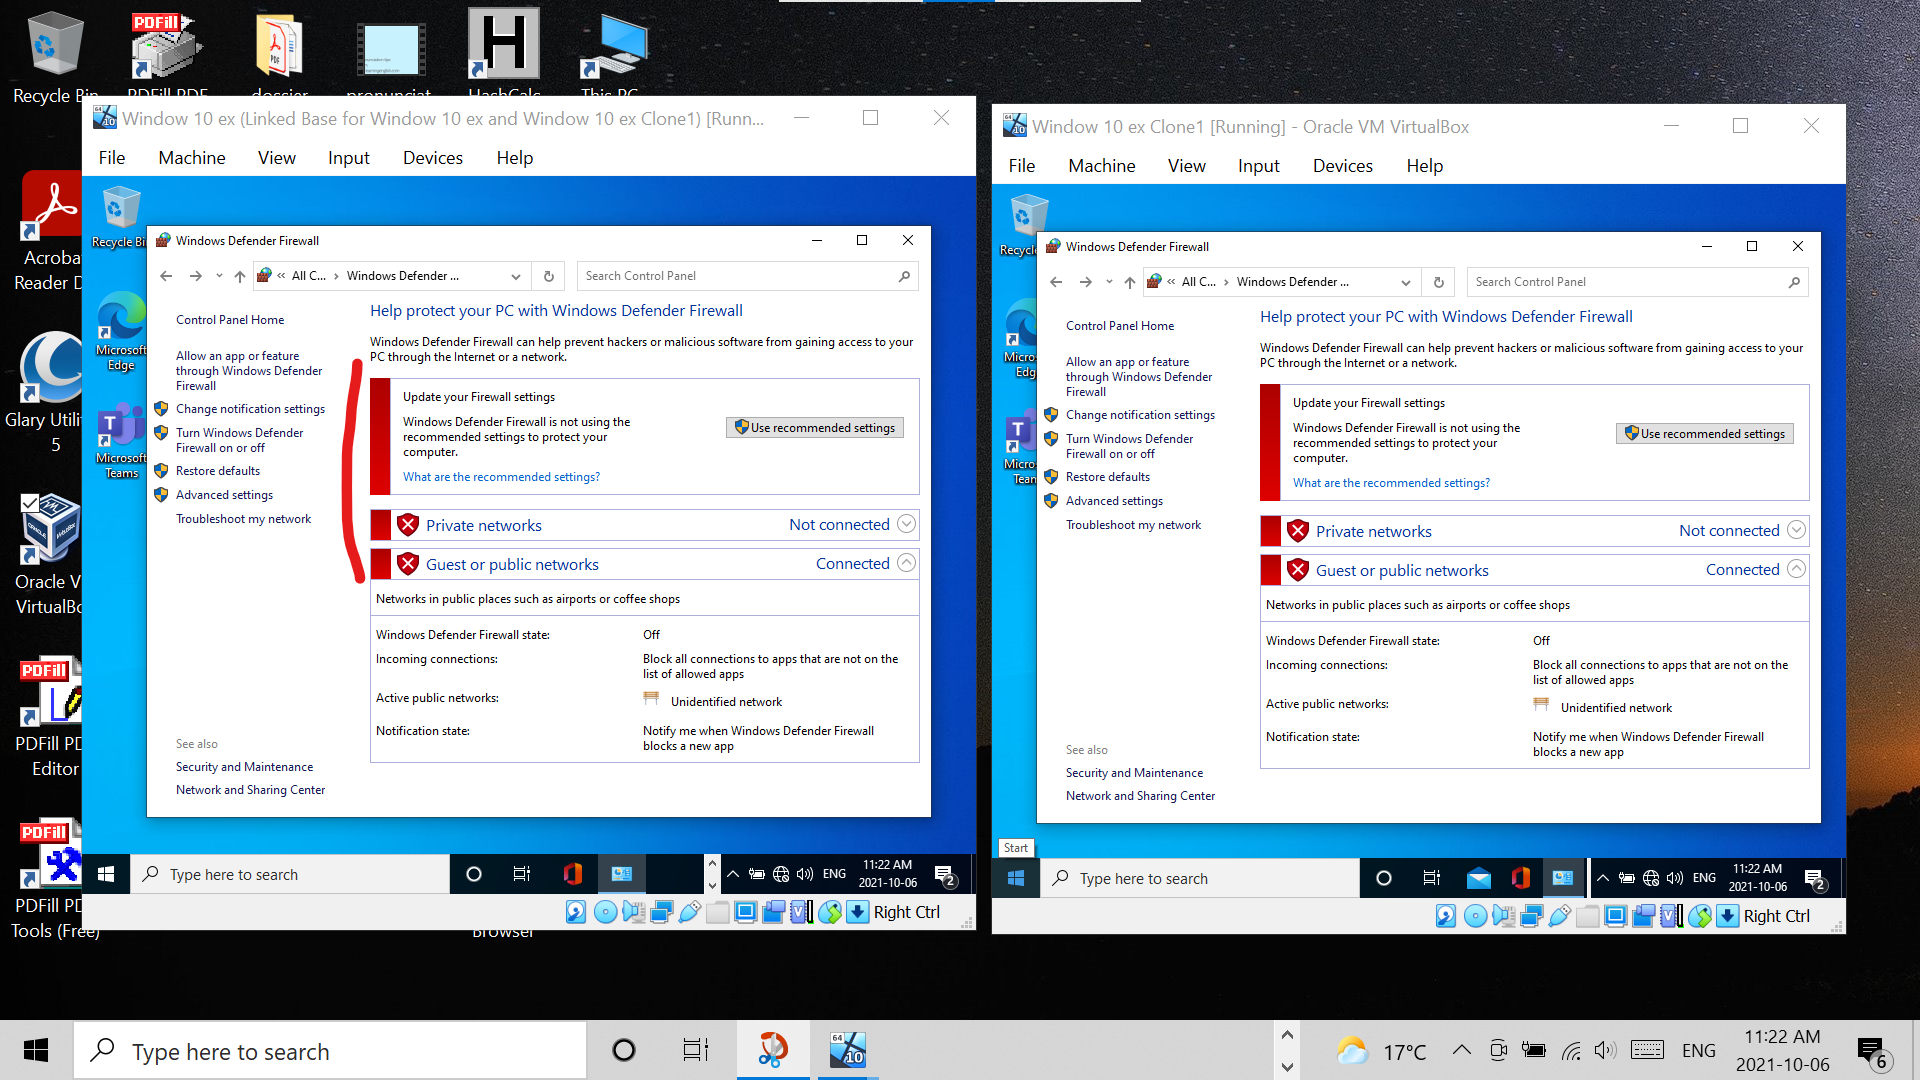 Recycle Bin
PDFill PDF
dossier
pronunciat
HashCalc
This PC
Acrobat
Reader D
Glary Utili
5
Oracle V
VirtualBo
PDFill PD
Editor
PDFill PD
Tools (Free)
Browser
Window 10 ex (Linked Base for Window 10 ex and Window 10 ex Clone1) [Runn...
File Machine View Input Devices Help
Recycle Bi
Microsoft
Edge
Microsoft
Teams
Windows Defender Firewall
« All C... › Windows Defender ...
Search Control Panel
Control Panel Home
Allow an app or feature
through Windows Defender
Firewall
Change notification settings
Turn Windows Defender
Firewall on or off
Restore defaults
Advanced settings
Troubleshoot my network
See also
Security and Maintenance
Network and Sharing Center
Help protect your PC with Windows Defender Firewall
Windows Defender Firewall can help prevent hackers or malicious software from gaining access to your
PC through the Internet or a network.
Update your Firewall settings
Windows Defender Firewall is not using the
recommended settings to protect your
computer.
Use recommended settings
What are the recommended settings?
Private networks Not connected
Guest or public networks Connected
Networks in public places such as airports or coffee shops
Windows Defender Firewall state: Off
Incoming connections: Block all connections to apps that are not on the
list of allowed apps
Active public networks: Unidentified network
Notification state: Notify me when Windows Defender Firewall
blocks a new app
Type here to search
ENG
11:22 AM
2021-10-06
2
Right Ctrl
Window 10 ex Clone1 [Running] - Oracle VM VirtualBox
File Machine View Input Devices Help
Recycle
Micros
Edg
Micros
Tean
Windows Defender Firewall
« All C... › Windows Defender ...
Search Control Panel
Control Panel Home
Allow an app or feature
through Windows Defender
Firewall
Change notification settings
Turn Windows Defender
Firewall on or off
Restore defaults
Advanced settings
Troubleshoot my network
See also
Security and Maintenance
Network and Sharing Center
Help protect your PC with Windows Defender Firewall
Windows Defender Firewall can help prevent hackers or malicious software from gaining access to your
PC through the Internet or a network.
Update your Firewall settings
Windows Defender Firewall is not using the
recommended settings to protect your
computer.
Use recommended settings
What are the recommended settings?
Private networks Not connected
Guest or public networks Connected
Networks in public places such as airports or coffee shops
Windows Defender Firewall state: Off
Incoming connections: Block all connections to apps that are not on the
list of allowed apps
Active public networks: Unidentified network
Notification state: Notify me when Windows Defender Firewall
blocks a new app
Start
Type here to search
ENG
11:22 AM
2021-10-06
2
Right Ctrl
Type here to search
17°C
ENG
11:22 AM
2021-10-06
6